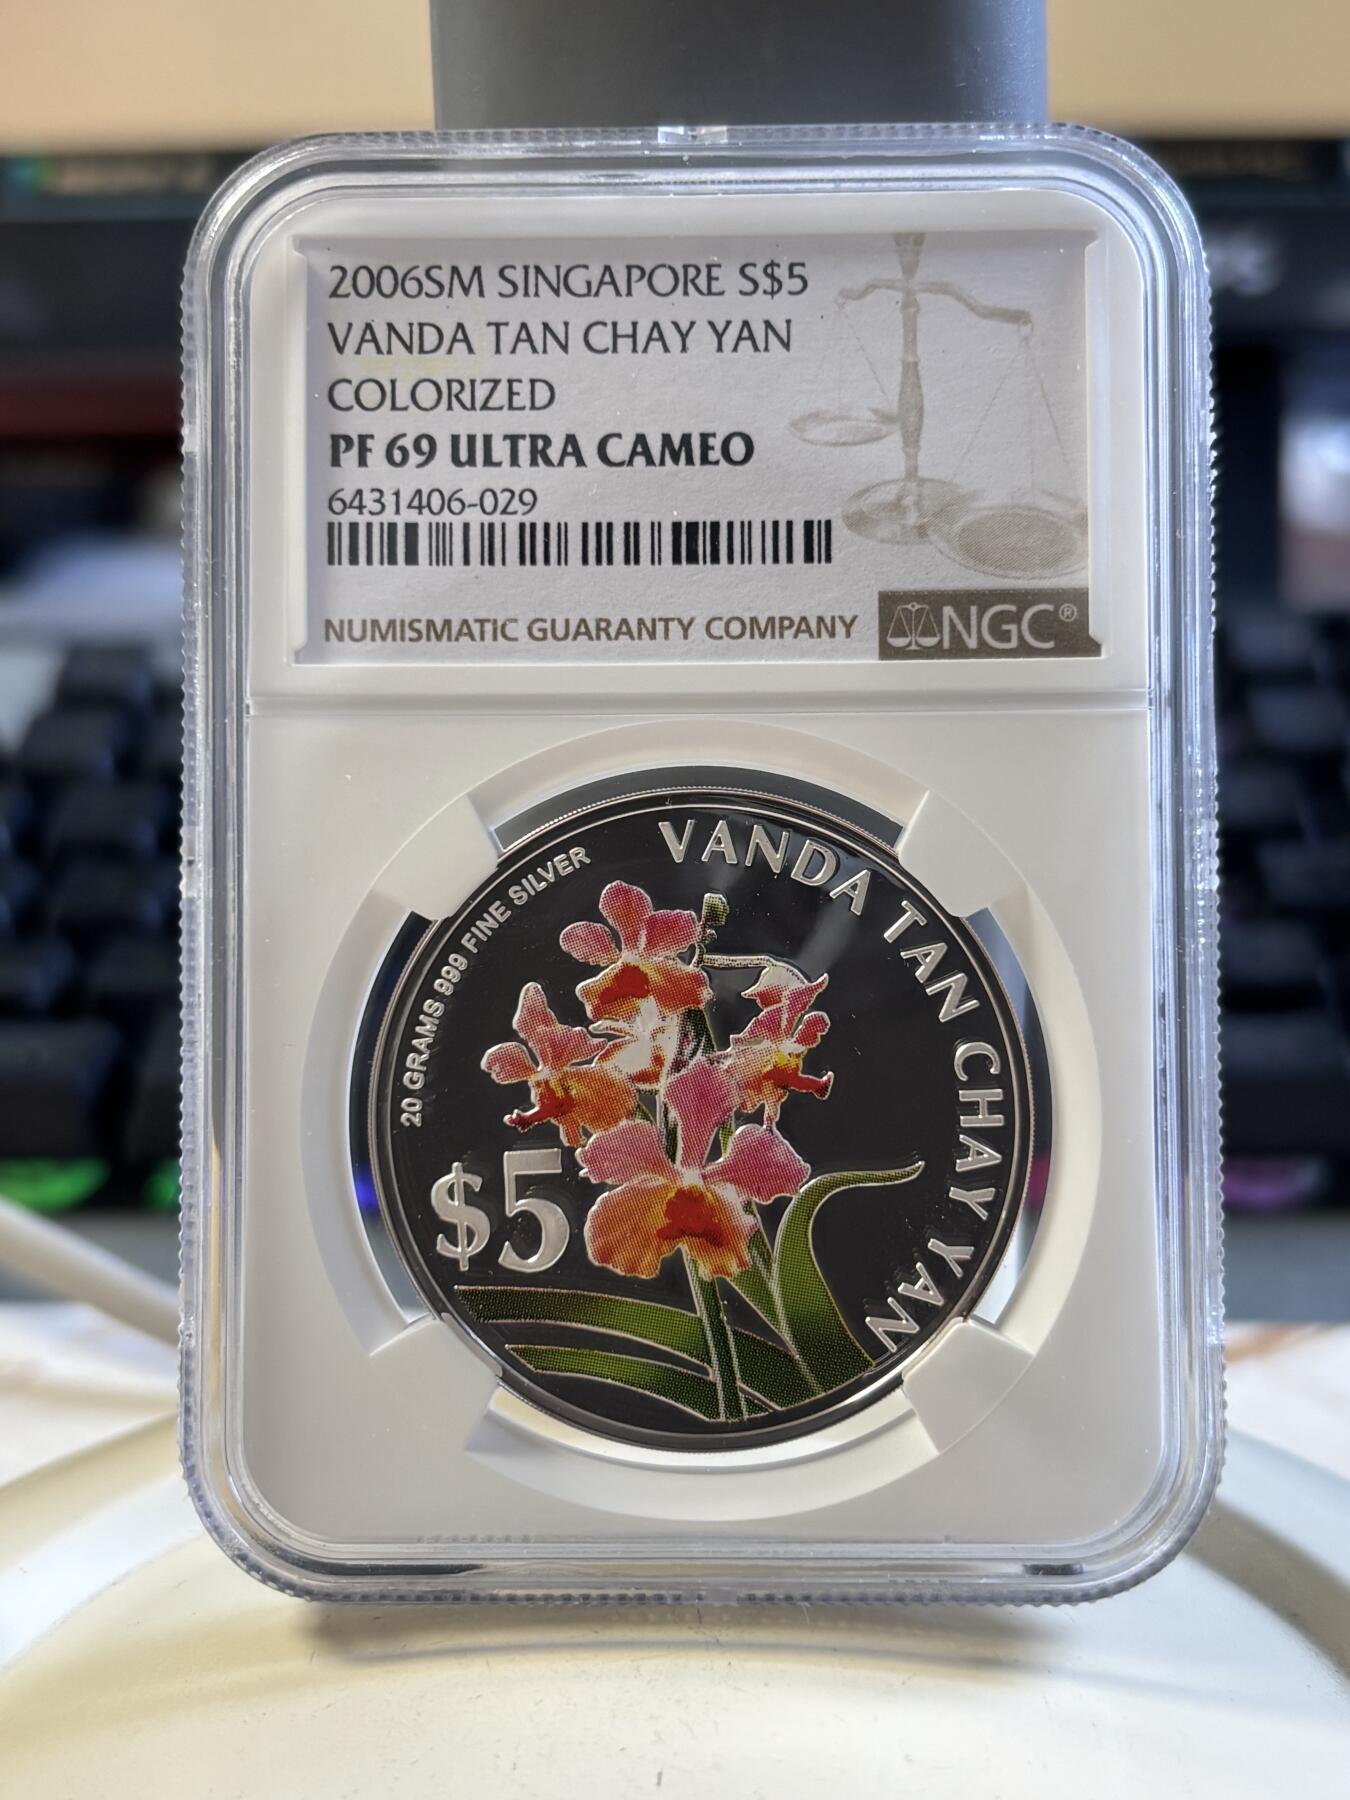 2006SM SINGAPORE S$5
VANDA TAN CHAY YAN
COLORIZED
PF 69 ULTRA CAMEO
6431406-029
NUMISMATIC GUARANTY COMPANY
NGC®
20 GRAMS 999 FINE SILVER
VANDA TAN CHAY YAN
$5